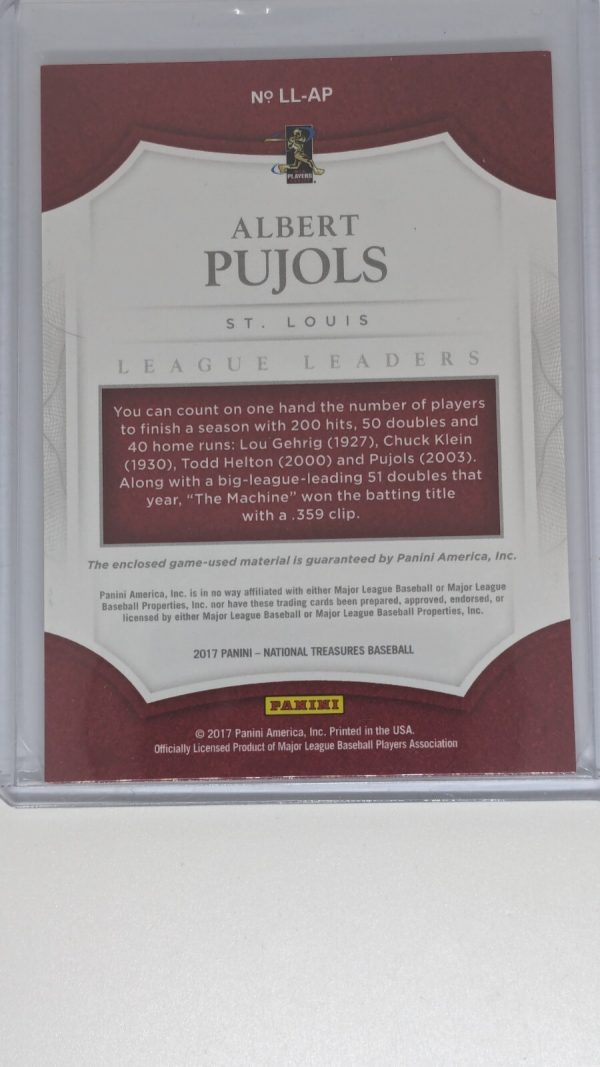 Nº LL-AP
PLAYERS
ALBERT
PUJOLS
ST. LOUIS
LEAGUE LEADERS
You can count on one hand the number of players
to finish a season with 200 hits, 50 doubles and
40 home runs: Lou Gehrig (1927), Chuck Klein
(1930), Todd Helton (2000) and Pujols (2003).
Along with a big-league-leading 51 doubles that
year, “The Machine” won the batting title
with a .359 clip.
The enclosed game-used material is guaranteed by Panini America, Inc.
Panini America, Inc. is in no way affiliated with either Major League Baseball or Major League
Baseball Properties, Inc. nor have these trading cards been prepared, approved, endorsed, or
licensed by either Major League Baseball or Major League Baseball Properties, Inc.
2017 PANINI – NATIONAL TREASURES BASEBALL
PANINI
© 2017 Panini America, Inc. Printed in the USA.
Officially Licensed Product of Major League Baseball Players Association